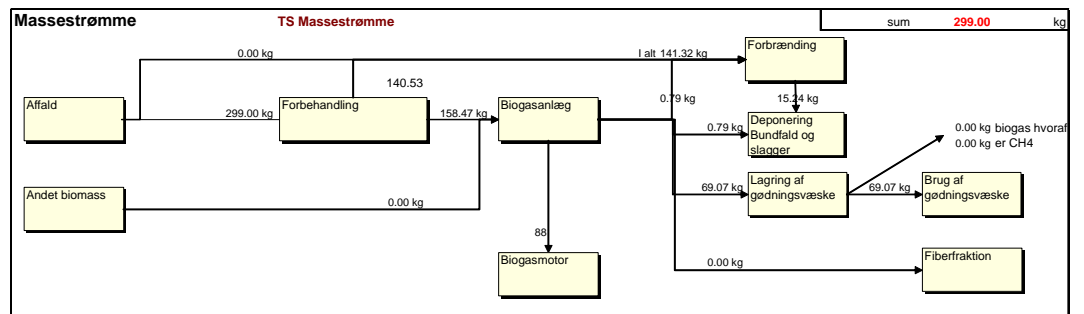 Massestrømme
TS Massestrømme
sum 299.00 kg
0.00 kg
I alt 141.32 kg
Forbrænding
140.53
0.79 kg
15.24 kg
Affald
299.00 kg
Forbehandling
158.47 kg
Biogasanlæg
0.79 kg
Deponering
Bundfald og
slagger
0.00 kg biogas hvoraf
0.00 kg er CH4
Andet biomass
0.00 kg
69.07 kg
Lagring af
gødningsvæske
69.07 kg
Brug af
gødningsvæske
88
Biogasmotor
0.00 kg
Fiberfraktion